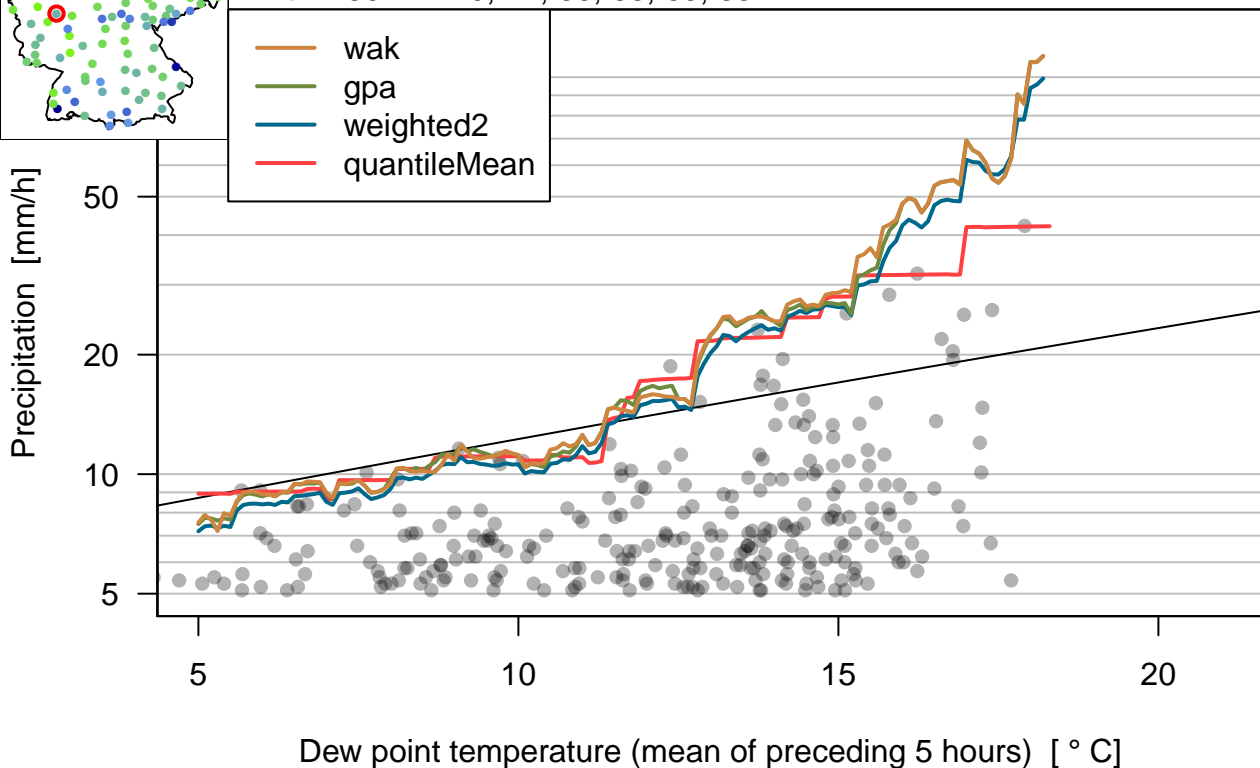 wak
gpa
weighted2
quantileMean
Precipitation [mm/h]
50
20
10
5
5
10
15
20
Dew point temperature (mean of preceding 5 hours) [ ° C]